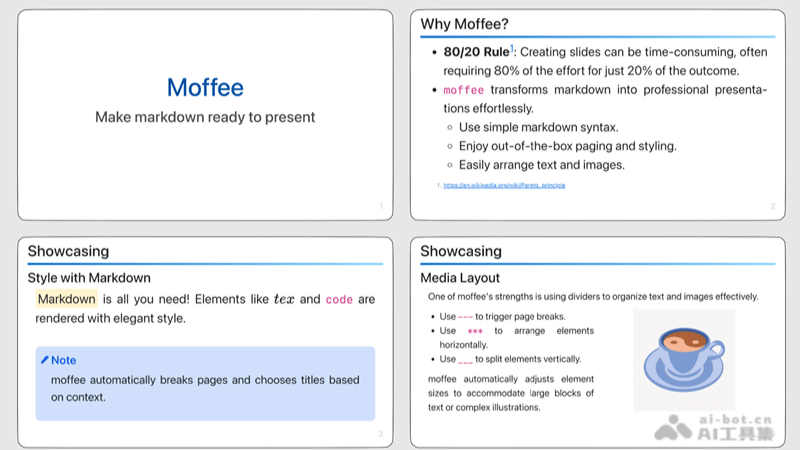 Moffee
Make markdown ready to present
1
Why Moffee?
• 80/20 Rule1: Creating slides can be time-consuming, often
requiring 80% of the effort for just 20% of the outcome.
• moffee transforms markdown into professional presenta-
tions effortlessly.
◦ Use simple markdown syntax.
◦ Enjoy out-of-the-box paging and styling.
◦ Easily arrange text and images.
1. https://en.wikipedia.org/wiki/Pareto_principle
2
Showcasing
Style with Markdown
Markdown is all you need! Elements like tex and code are
rendered with elegant style.
Note
moffee automatically breaks pages and chooses titles based
on context.
3
Showcasing
Media Layout
One of moffee's strengths is using dividers to organize text and images effectively.
• Use --- to trigger page breaks.
• Use *** to arrange elements
horizontally.
• Use ___ to split elements vertically.
moffee automatically adjusts element
sizes to accommodate large blocks of
text or complex illustrations.
ai-bot.cn
AI工具集